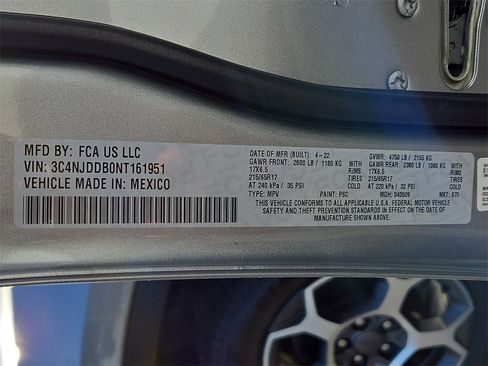 MFD BY: FCA US LLC
VIN: 3C4NJDDB0NT161951
VEHICLE MADE IN: MEXICO
DATE OF MFR (BUILT): 4-22 GVWR: 4750 LB / 2155 KG
GAWR FRONT: 2600 LB / 1180 KG GAWR REAR: 2380 LB / 1080 KG
17X6.5 RIMS 17X6.5 RIMS
215/65R17 TIRES 215/65R17 TIRES
AT 240 kPa / 35 PSI AT 220 kPa / 32 PSI
TYPE: MPV PAINT: PSC MDH: 040509 MKT: 875
THIS VEHICLE CONFORMS TO ALL APPLICABLE U.S.A. FEDERAL MOTOR VEHICLE
SAFETY AND THEFT PREVENTION STANDARDS IN EFFECT ON THE DATE OF
MANUFACTURE SHOWN ABOVE.